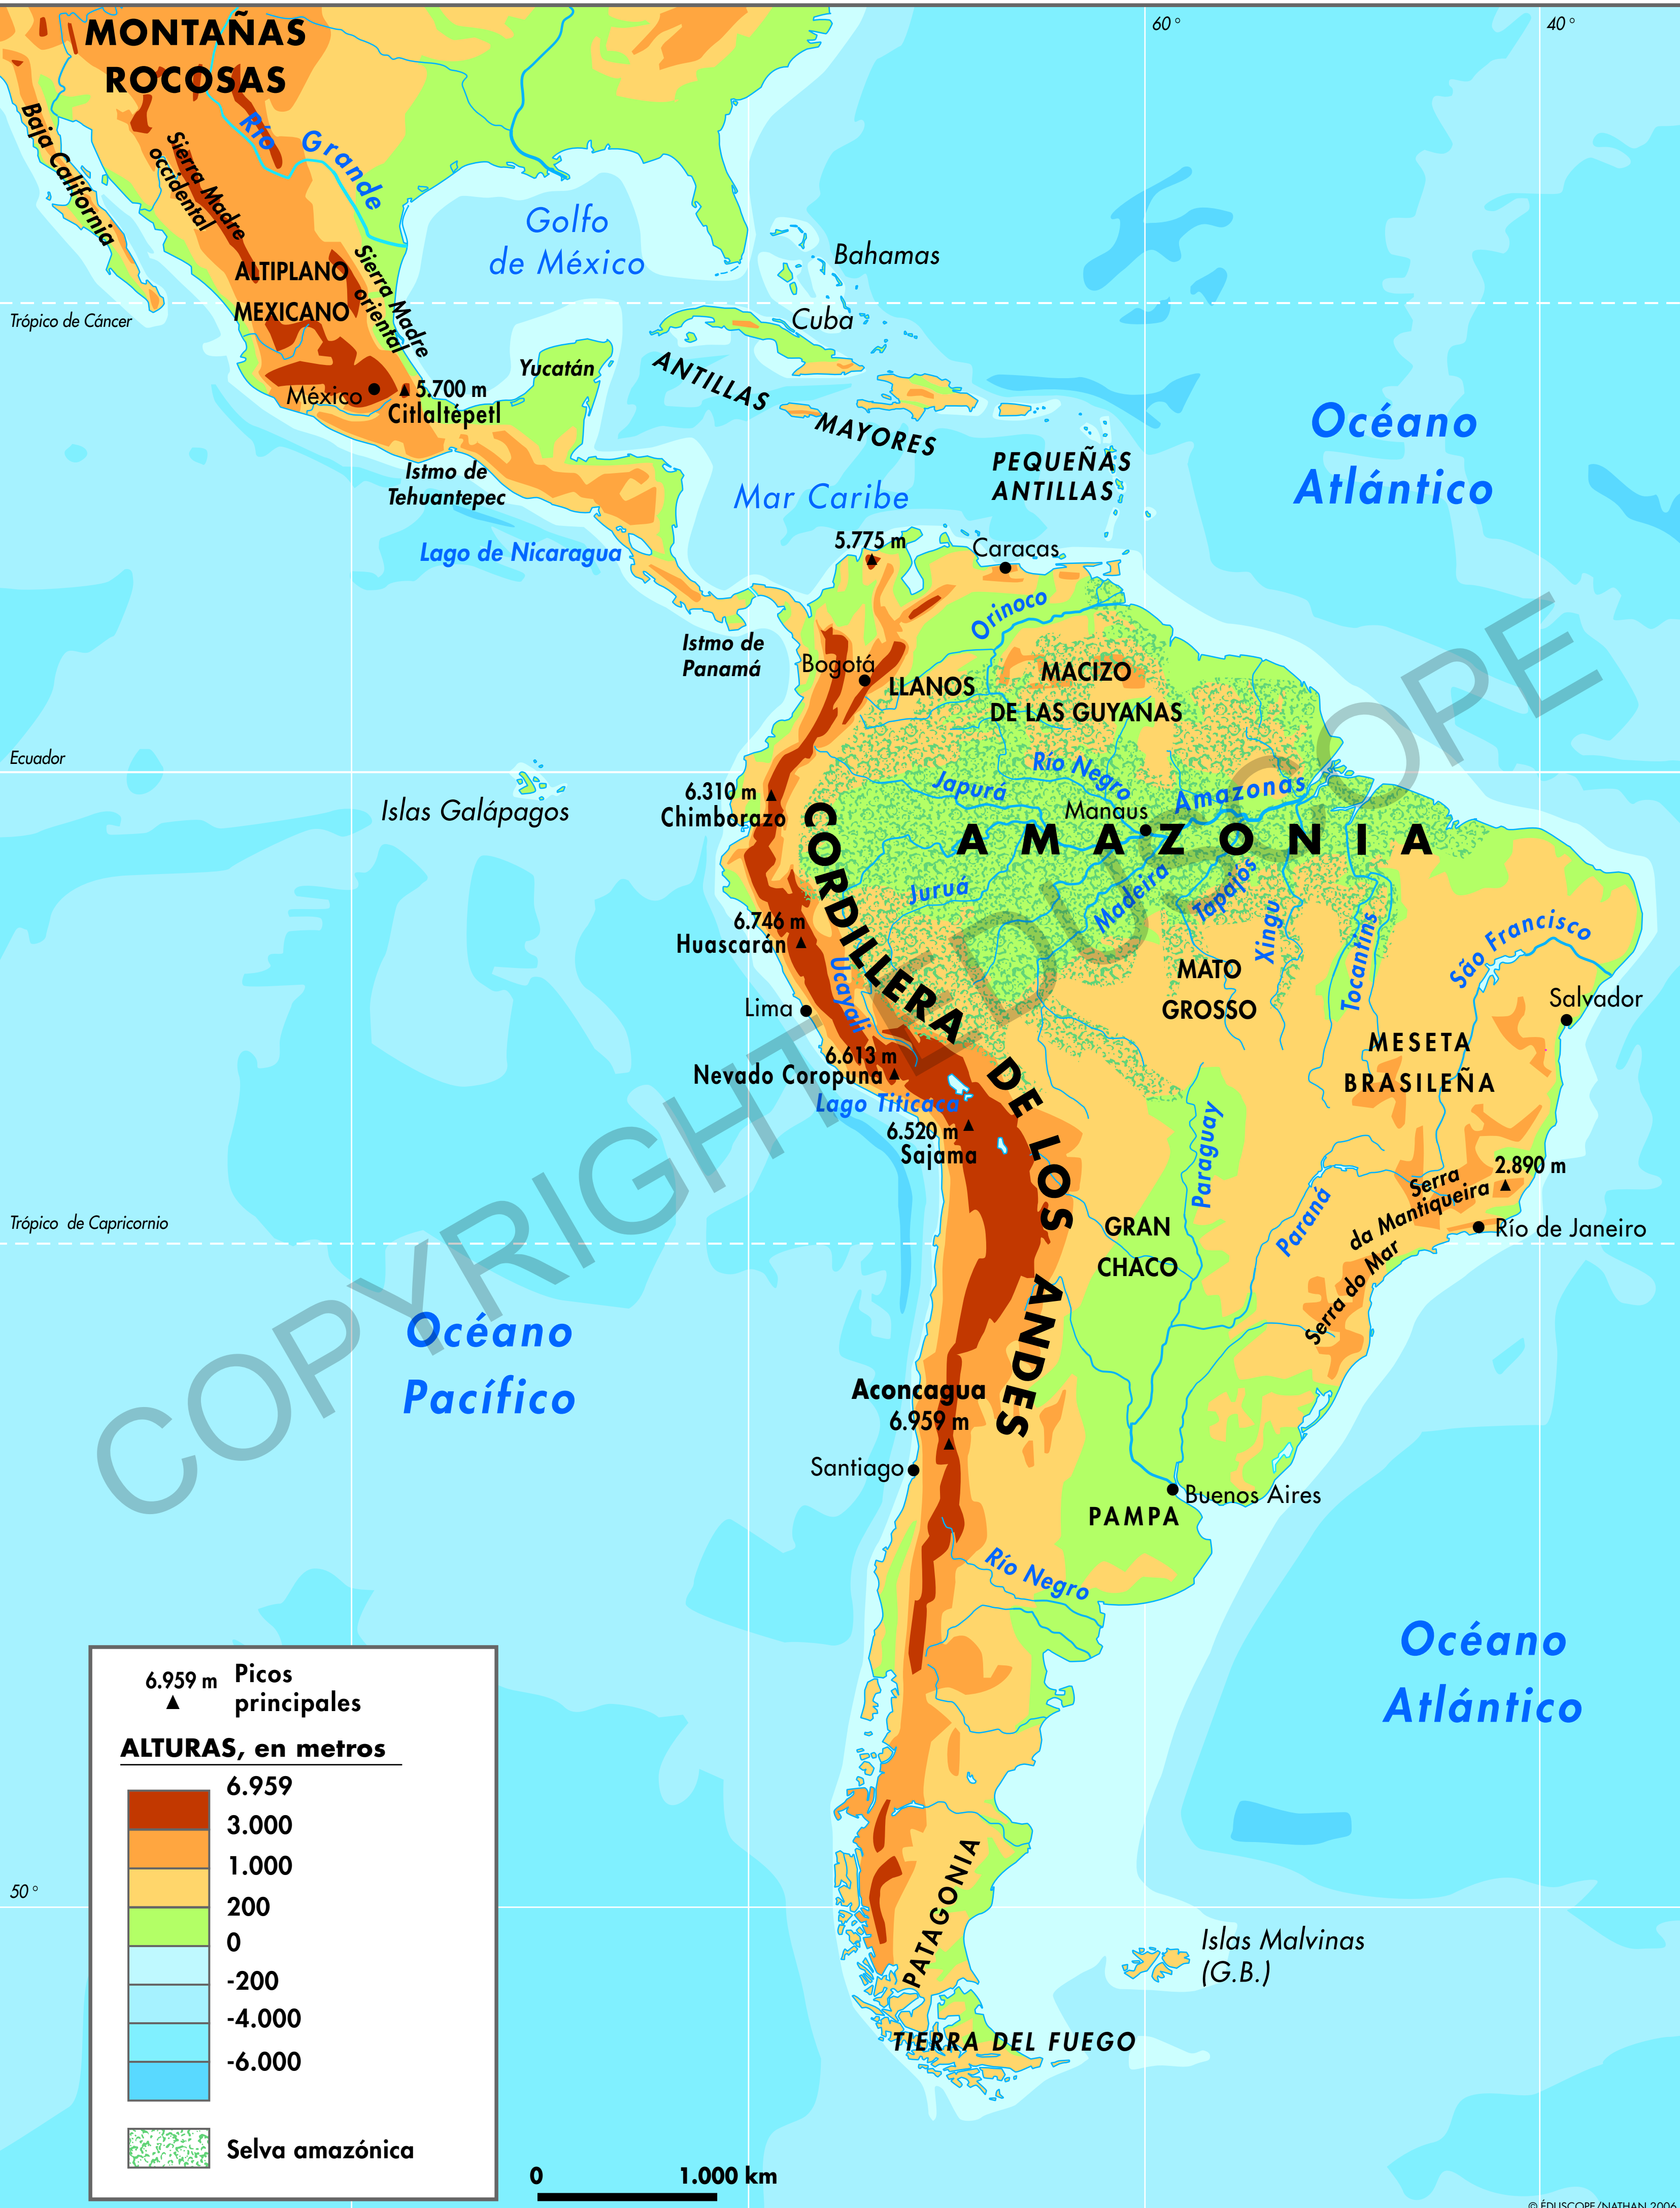 60 °
40 °
MONTAÑAS
ROCOSAS
Baja California
Sierra Madre
occidental
Río Grande
Golfo
de México
Bahamas
ALTIPLANO
MEXICANO
Sierra Madre
oriental
Trópico de Cáncer
Cuba
Yucatán
ANTILLAS
MAYORES
México
5.700 m
Citlaltépetl
Océano
Atlántico
PEQUEÑAS
ANTILLAS
Istmo de
Tehuantepec
Mar Caribe
Lago de Nicaragua
5.775 m
Caracas
Orinoco
Istmo de
Panamá
Bogotá
LLANOS
MACIZO
DE LAS GUYANAS
Ecuador
Islas Galápagos
6.310 m
Chimborazo
Japurá
Río Negro
Amazonas
Manaus
AMAZONIA
Juruá
Madeira
Tapajós
Xingu
Tocantins
São Francisco
6.746 m
Huascarán
Ucayali
Lima
MATO
GROSSO
Salvador
MESETA
BRASILEÑA
6.613 m
Nevado Coropuna
Lago Titicaca
6.520 m
Sajama
CORDILLERA DE LOS ANDES
Paraguay
Paraná
2.890 m
Serra
da Mantiqueira
Serra do Mar
Río de Janeiro
Trópico de Capricornio
GRAN
CHACO
Océano
Pacífico
Aconcagua
6.959 m
Santiago
Buenos Aires
PAMPA
Río Negro
Océano
Atlántico
PATAGONIA
50 °
Islas Malvinas
(G.B.)
TIERRA DEL FUEGO
6.959 m
Picos
principales
ALTURAS, en metros
6.959
3.000
1.000
200
0
-200
-4.000
-6.000
Selva amazónica
0
1.000 km
COPYRIGHT EDUSCOPE
© ÉDUSCOPE/NATHAN 2006